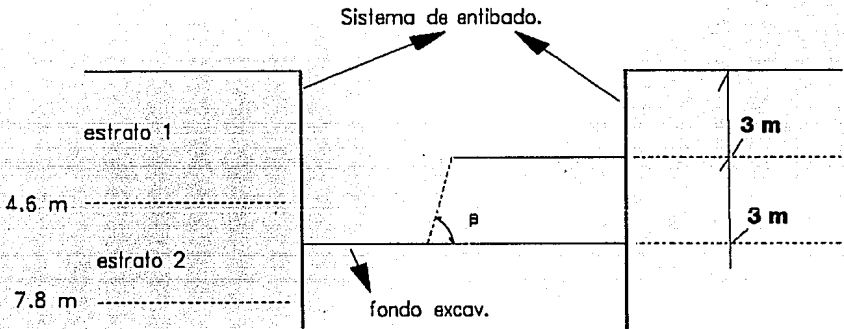 Sistema de entibado.
estrato 1
3 m
4.6 m
β
3 m
estrato 2
7.8 m
fondo excav.